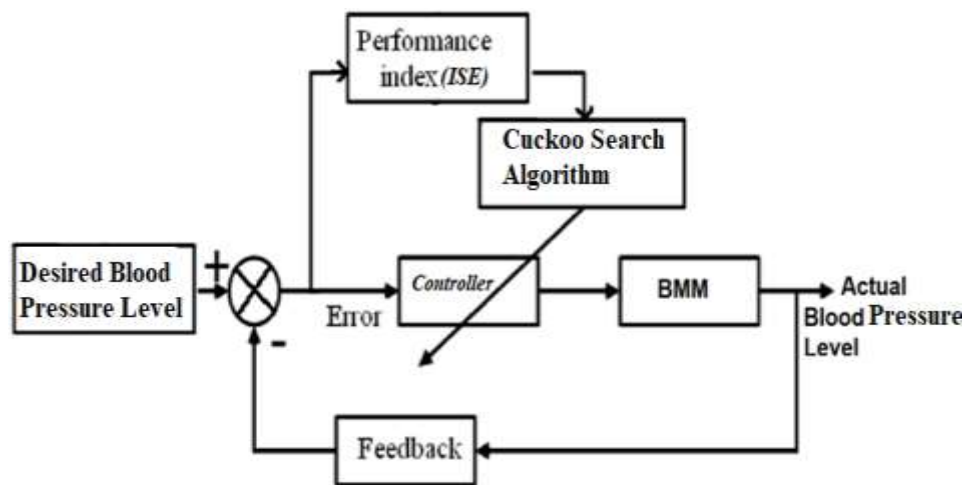 Performance
index(ISE)
Cuckoo Search
Algorithm
Desired Blood
Pressure Level
+
-
Error
Controller
BMM
Actual
Blood Pressure
Level
Feedback